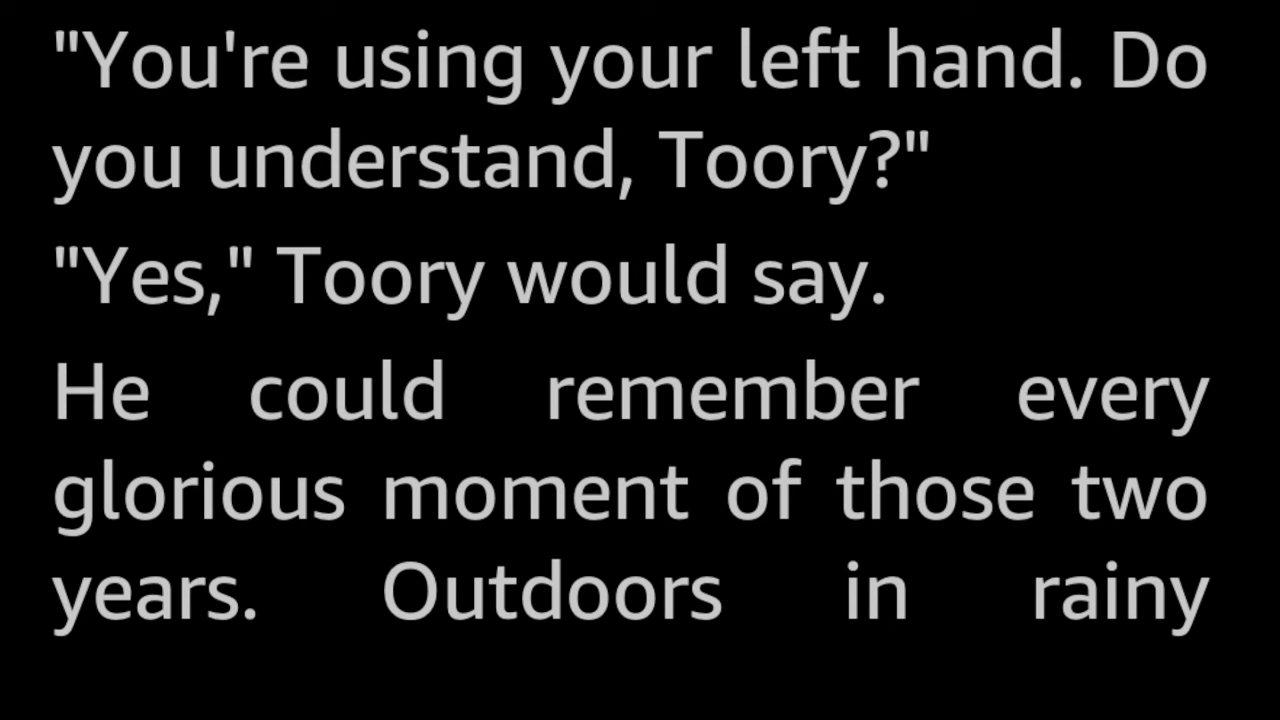 "You're using your left hand. Do
you understand, Toory?"
"Yes," Toory would say.
He could remember every
glorious moment of those two
years. Outdoors in rainy